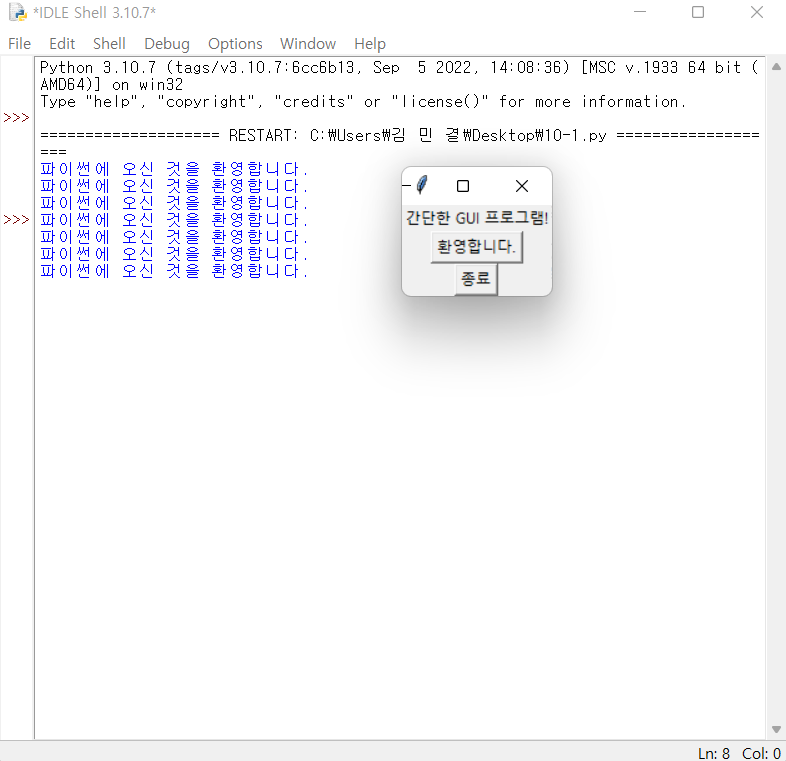 *IDLE Shell 3.10.7*
File Edit Shell Debug Options Window Help
Python 3.10.7 (tags/v3.10.7:6cc6b13, Sep  5 2022, 14:08:36) [MSC v.1933 64 bit (
AMD64)] on win32
Type "help", "copyright", "credits" or "license()" for more information.
>>>
==================== RESTART: C:\Users\김 민 결\Desktop\10-1.py ================
===
파이썬에 오신 것을 환영합니다.
파이썬에 오신 것을 환영합니다.
파이썬에 오신 것을 환영합니다.
>>> 파이썬에 오신 것을 환영합니다.
파이썬에 오신 것을 환영합니다.
파이썬에 오신 것을 환영합니다.
파이썬에 오신 것을 환영합니다.
간단한 GUI 프로그램!
환영합니다.
종료
Ln: 8 Col: 0